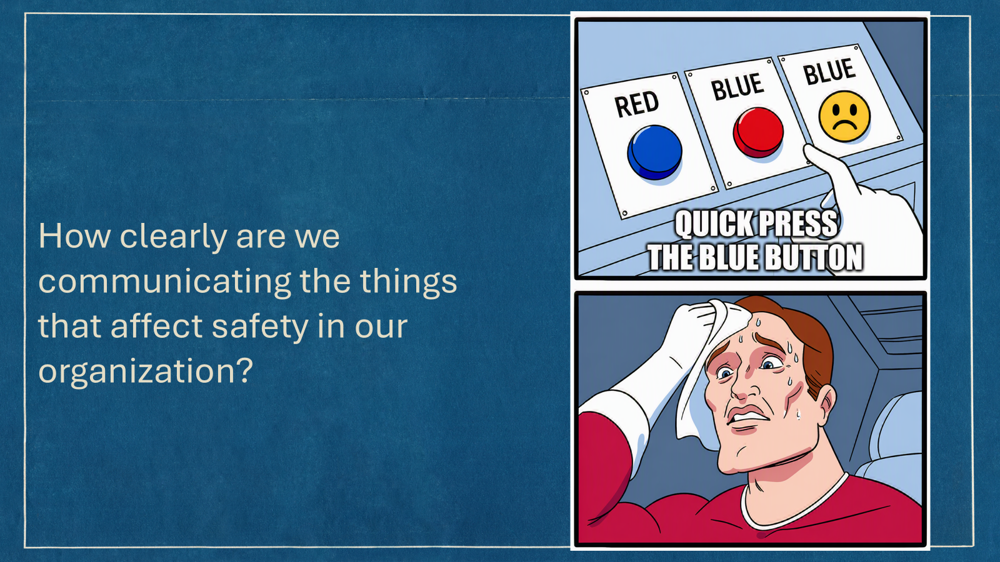 How clearly are we
communicating the things
that affect safety in our
organization?
RED
BLUE
BLUE
QUICK PRESS
THE BLUE BUTTON